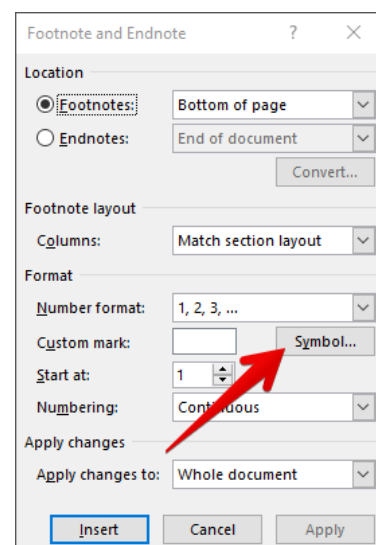 Footnote and Endnote ?
Location
Footnotes: Bottom of page
Endnotes: End of document
Convert...
Footnote layout
Columns: Match section layout
Format
Number format: 1, 2, 3, ...
Custom mark: Symbol...
Start at: 1
Numbering: Continuous
Apply changes
Apply changes to: Whole document
Insert Cancel Apply